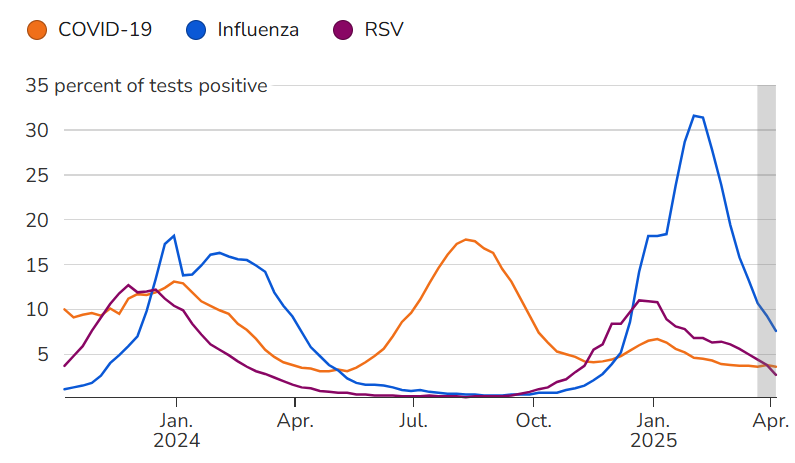 COVID-19 Influenza RSV
35 percent of tests positive
30
25
20
15
10
5
Jan. Apr. Jul. Oct. Jan. Apr.
2024 2025